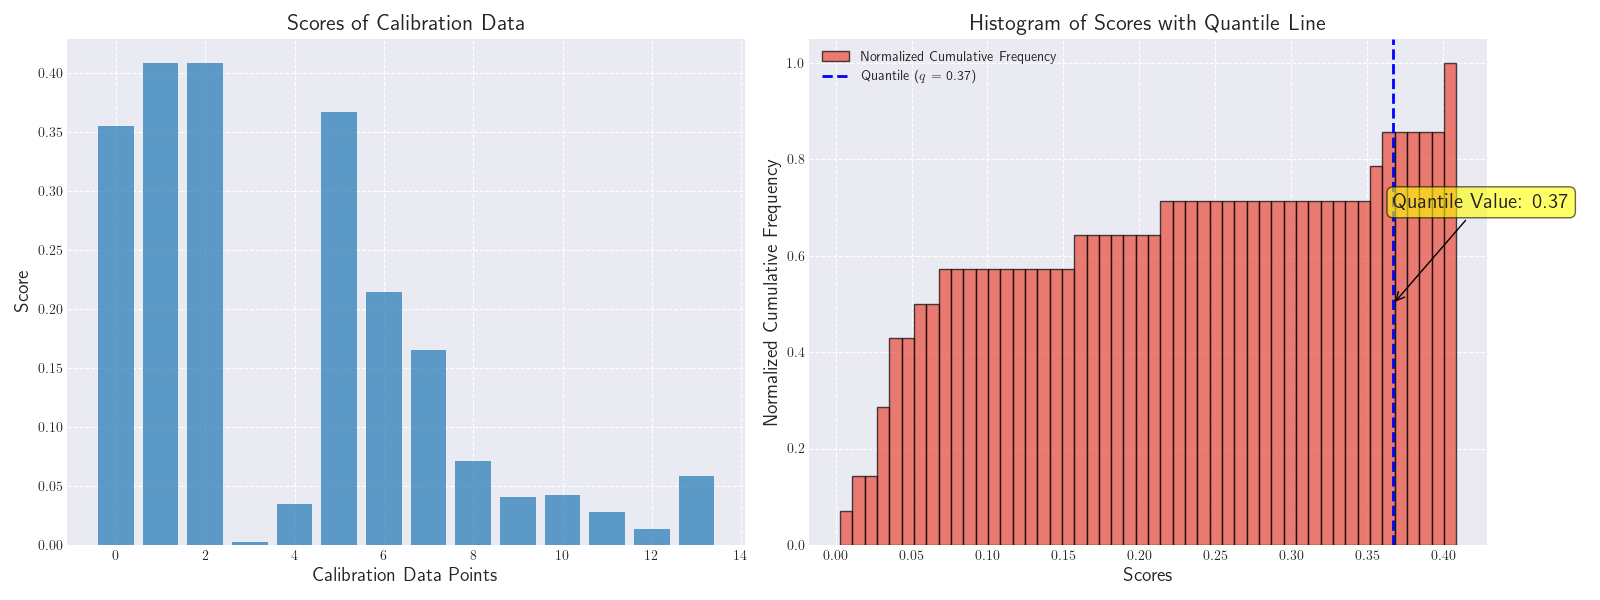 Scores of Calibration Data
Score
0.40
0.35
0.30
0.25
0.20
0.15
0.10
0.05
0.00
0 2 4 6 8 10 12 14
Calibration Data Points
Histogram of Scores with Quantile Line
Normalized Cumulative Frequency
Quantile (q = 0.37)
Normalized Cumulative Frequency
1.0
0.8
0.6
0.4
0.2
0.0
Quantile Value: 0.37
0.00 0.05 0.10 0.15 0.20 0.25 0.30 0.35 0.40
Scores